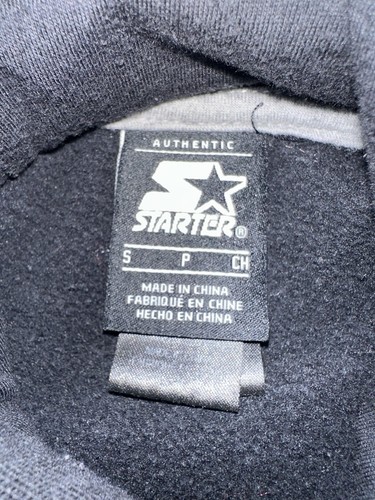 AUTHENTIC
STARTER®
S P CH
MADE IN CHINA
FABRIQUÉ EN CHINE
HECHO EN CHINA